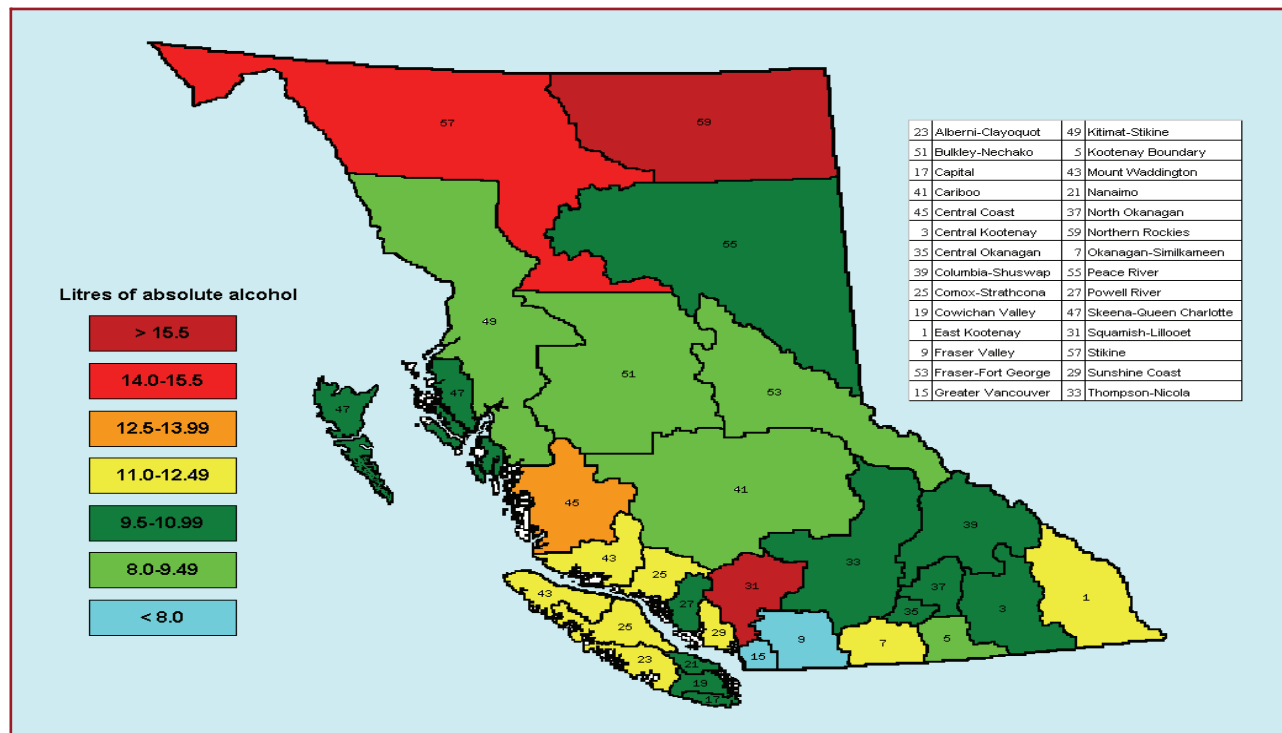 57
59
23 Alberni-Clayoquot 49 Kitimat-Stikine
51 Bulkley-Nechako 5 Kootenay Boundary
17 Capital 43 Mount Waddington
41 Cariboo 21 Nanaimo
45 Central Coast 37 North Okanagan
3 Central Kootenay 59 Northern Rockies
35 Central Okanagan 7 Okanagan-Similkameen
39 Columbia-Shuswap 55 Peace River
25 Comox-Strathcona 27 Powell River
19 Cowichan Valley 47 Skeena-Queen Charlotte
1 East Kootenay 31 Squamish-Lillooet
9 Fraser Valley 57 Stikine
53 Fraser-Fort George 29 Sunshine Coast
15 Greater Vancouver 33 Thompson-Nicola
55
Litres of absolute alcohol
> 15.5
14.0-15.5
12.5-13.99
11.0-12.49
9.5-10.99
8.0-9.49
< 8.0
49
51
53
47
47
41
45
39
43
33
25
31
37
43
27
35
3
1
25
29
9
7
5
23
15
21
19
17